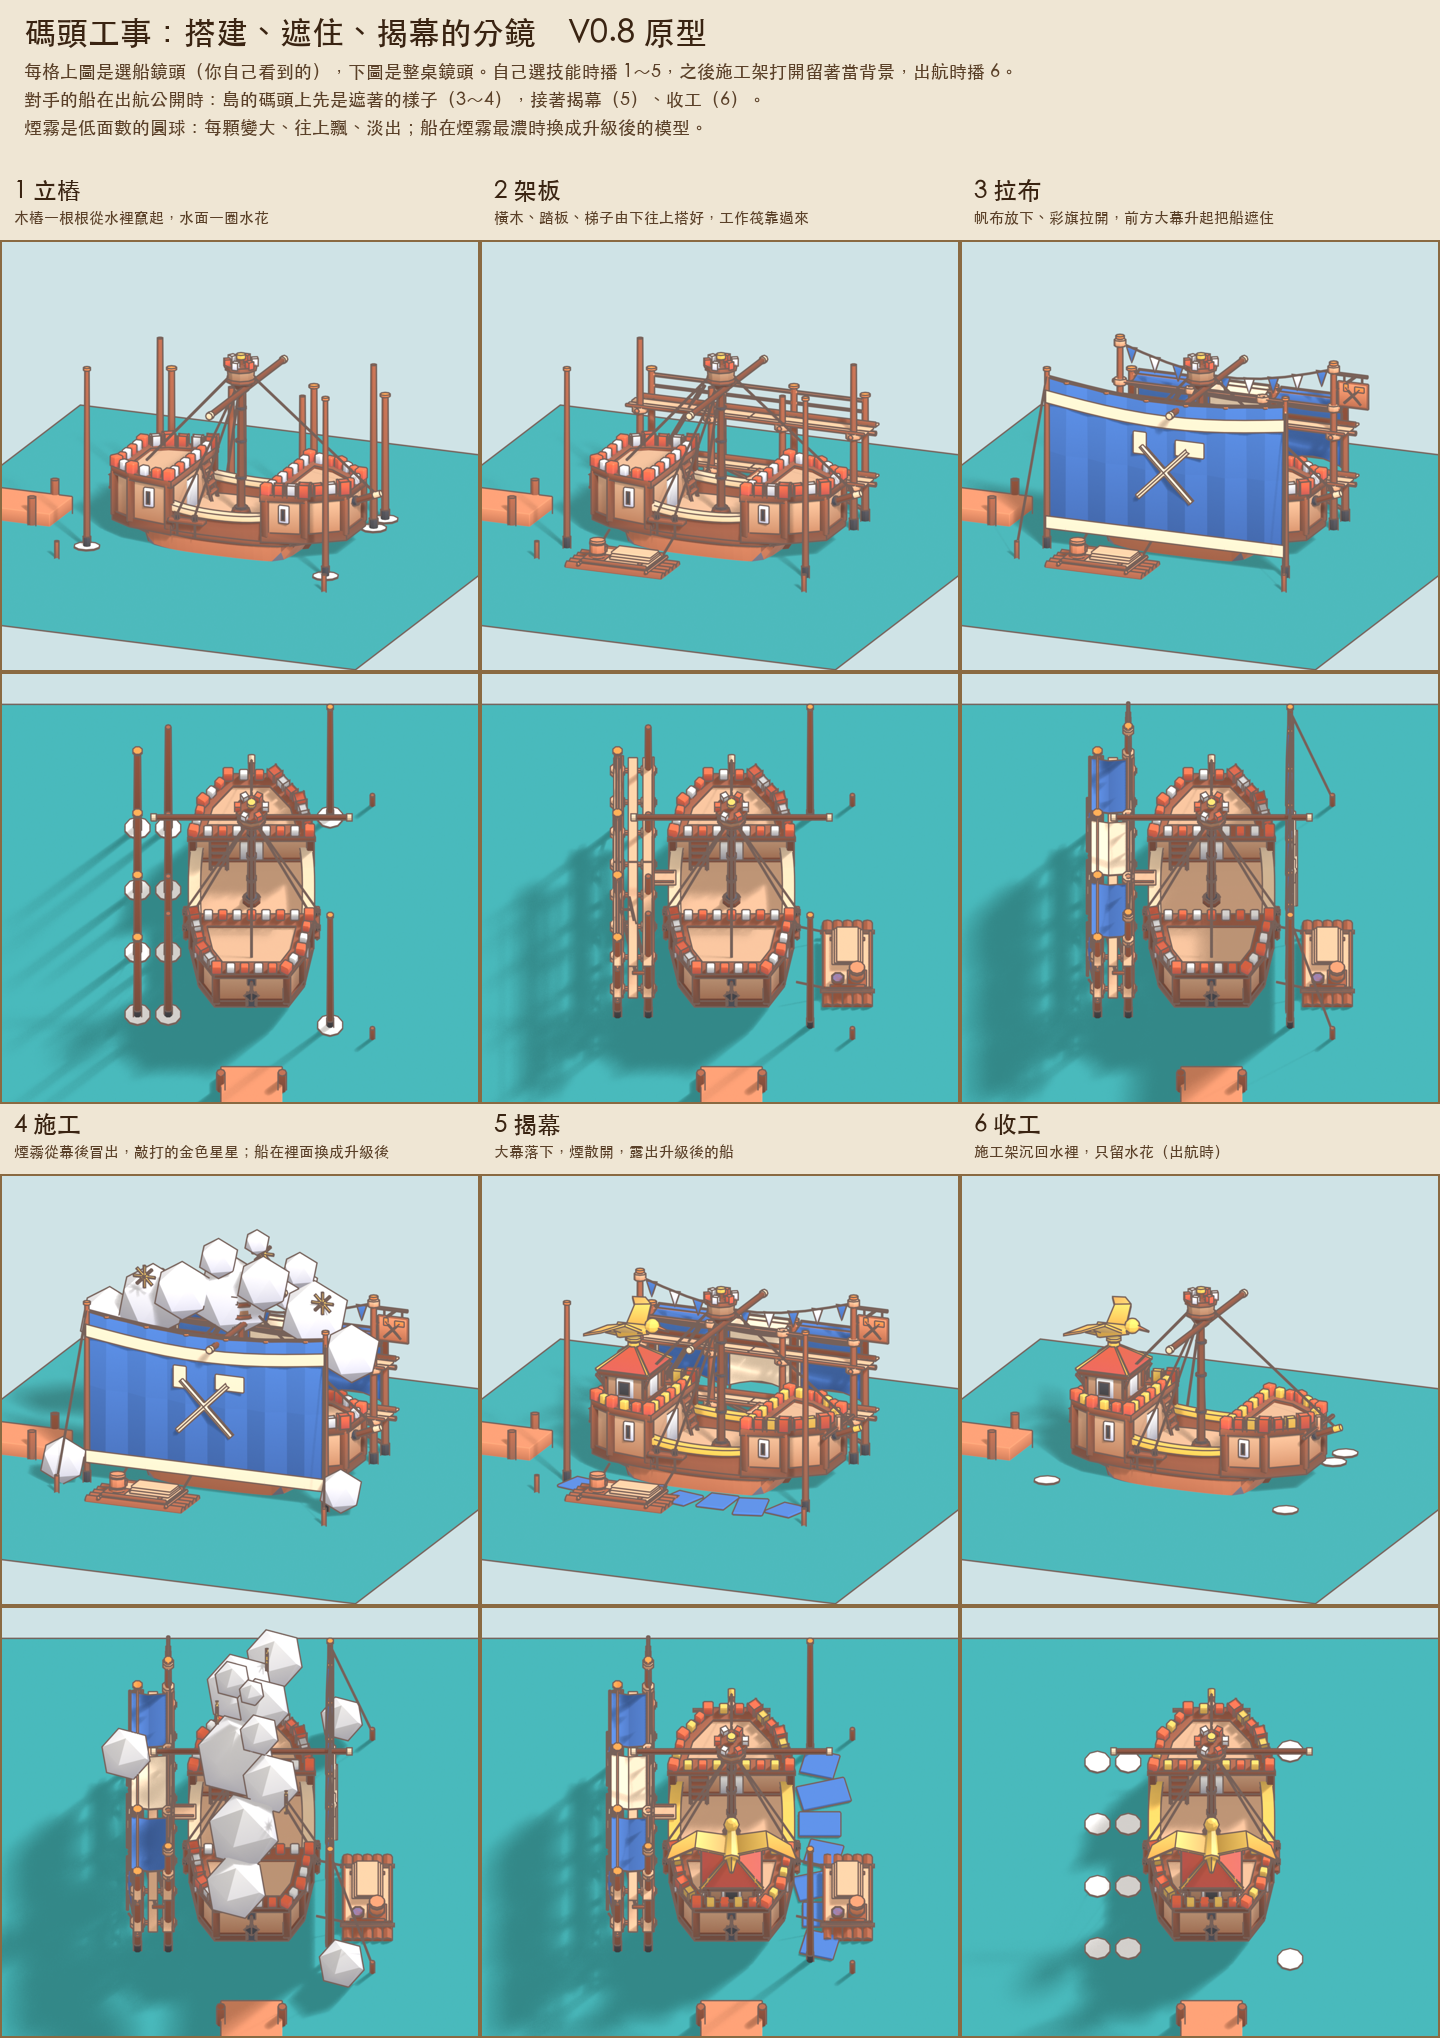 碼頭工事：搭建、遮住、揭幕的分鏡 V0.8 原型
每格上圖是選船鏡頭（你自己看到的），下圖是整桌鏡頭。自己選技能時播 1～5，之後施工架打開留著當背景，出航時播 6。
對手的船在出航公開時：島的碼頭上先是遮著的樣子（3～4），接著揭幕（5）、收工（6）。
煙霧是低面數的圓球：每顆變大、往上飄、淡出；船在煙霧最濃時換成升級後的模型。
1 立樁
木樁一根根從水裡竄起，水面一圈水花
2 架板
橫木、踏板、梯子由下往上搭好，工作筏靠過來
3 拉布
帆布放下、彩旗拉開，前方大幕升起把船遮住
4 施工
煙霧從幕後冒出，敲打的金色星星；船在裡面換成升級後
5 揭幕
大幕落下，煙散開，露出升級後的船
6 收工
施工架沉回水裡，只留水花（出航時）